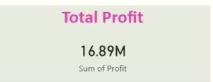 Total Profit
16.89M
Sum of Profit